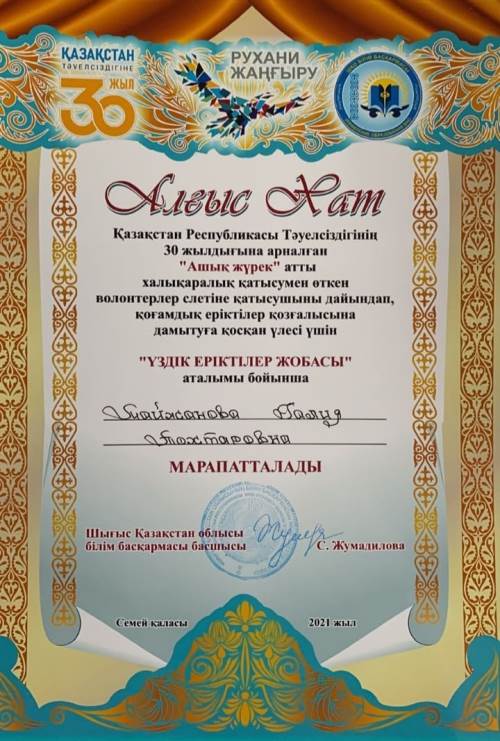 ҚАЗАҚСТАН
ТӘУЕЛСІЗДІГІНЕ
30 ЖЫЛ
РУХАНИ
ЖАҢҒЫРУ
Алғыс Хат
Қазақстан Республикасы Тәуелсіздігінің
30 жылдығына арналған
"Ашық жүрек" атты
халықаралық қатысумен өткен
волонтерлер слетіне қатысушыны дайындап,
қоғамдық еріктілер қозғалысына
дамытуға қосқан үлесі үшін
"ҮЗДІК ЕРІКТІЛЕР ЖОБАСЫ"
аталымы бойынша
Тохтаровна
МАРАПАТТАЛАДЫ
Шығыс Қазақстан облысы
білім басқармасы басшысы
С. Жумадилова
Семей қаласы 2021 жыл